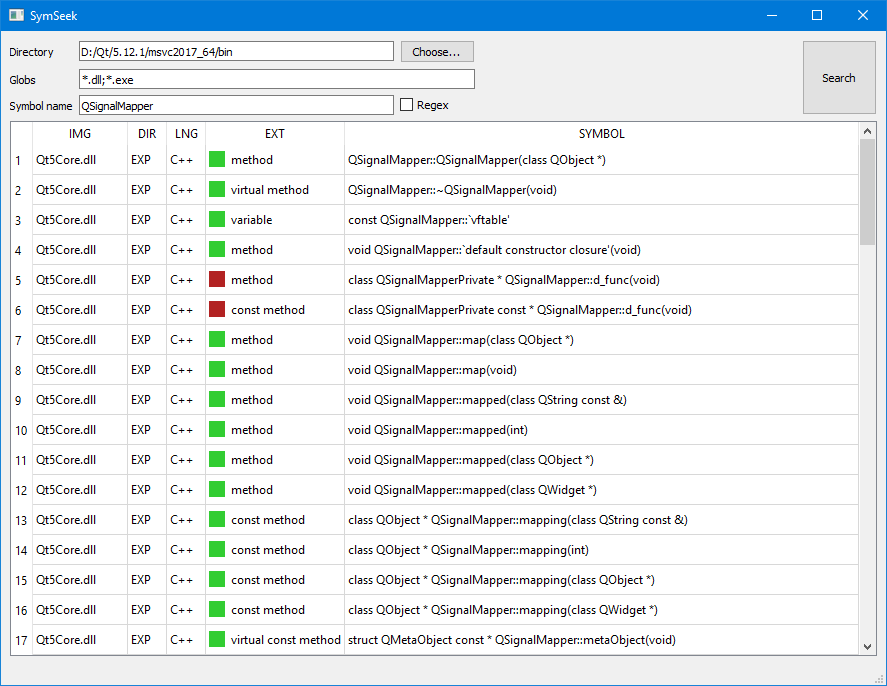 SymSeek
Directory D:/Qt/5.12.1/msvc2017_64/bin Choose...
Globs *.dll;*.exe
Search
Symbol name QSignalMapper Regex
IMG DIR LNG EXT SYMBOL
1 Qt5Core.dll EXP C++ method QSignalMapper::QSignalMapper(class QObject *)
2 Qt5Core.dll EXP C++ virtual method QSignalMapper::~QSignalMapper(void)
3 Qt5Core.dll EXP C++ variable const QSignalMapper::`vftable'
4 Qt5Core.dll EXP C++ method void QSignalMapper::`default constructor closure'(void)
5 Qt5Core.dll EXP C++ method class QSignalMapperPrivate * QSignalMapper::d_func(void)
6 Qt5Core.dll EXP C++ const method class QSignalMapperPrivate const * QSignalMapper::d_func(void)
7 Qt5Core.dll EXP C++ method void QSignalMapper::map(class QObject *)
8 Qt5Core.dll EXP C++ method void QSignalMapper::map(void)
9 Qt5Core.dll EXP C++ method void QSignalMapper::mapped(class QString const &)
10 Qt5Core.dll EXP C++ method void QSignalMapper::mapped(int)
11 Qt5Core.dll EXP C++ method void QSignalMapper::mapped(class QObject *)
12 Qt5Core.dll EXP C++ method void QSignalMapper::mapped(class QWidget *)
13 Qt5Core.dll EXP C++ const method class QObject * QSignalMapper::mapping(class QString const &)
14 Qt5Core.dll EXP C++ const method class QObject * QSignalMapper::mapping(int)
15 Qt5Core.dll EXP C++ const method class QObject * QSignalMapper::mapping(class QObject *)
16 Qt5Core.dll EXP C++ const method class QObject * QSignalMapper::mapping(class QWidget *)
17 Qt5Core.dll EXP C++ virtual const method struct QMetaObject const * QSignalMapper::metaObject(void)